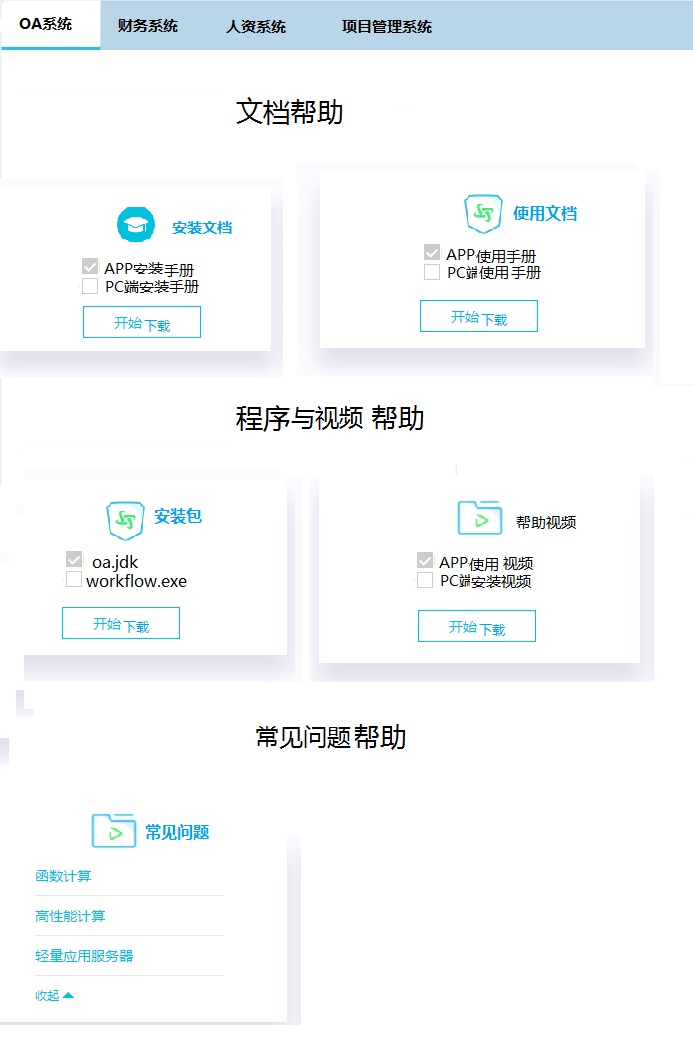 OA系统 财务系统 人资系统 项目管理系统
文档帮助
安装文档
APP安装手册
PC端安装手册
开始下载
使用文档
APP使用手册
PC端使用手册
开始下载
程序与视频 帮助
安装包
oa.jdk
workflow.exe
开始下载
帮助视频
APP使用 视频
PC端安装视频
开始下载
常见问题帮助
常见问题
函数计算
高性能计算
轻量应用服务器
收起